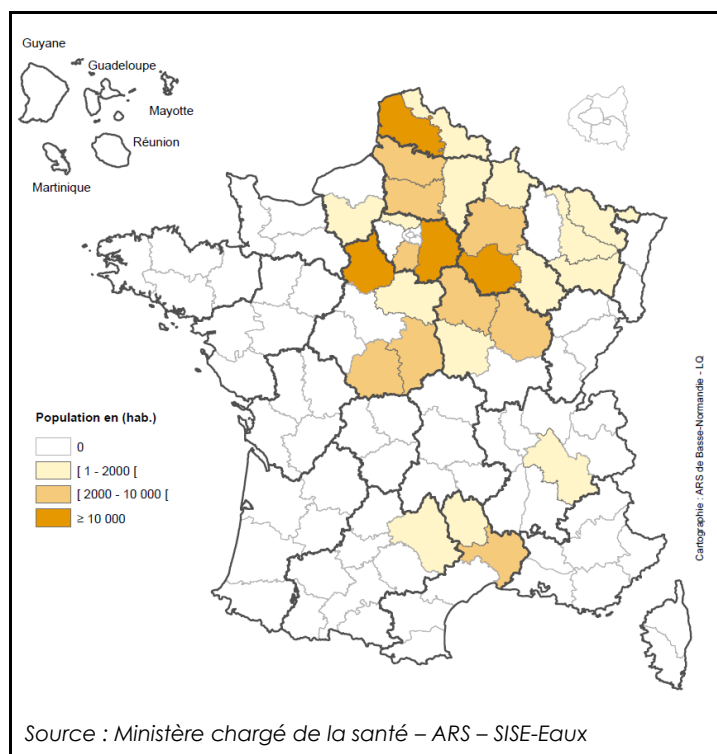 Guyane
Guadeloupe
Mayotte
Réunion
Martinique
Population en (hab.)
0
[ 1 - 2000 [
[ 2000 - 10 000 [
≥ 10 000
Cartographie : ARS de Basse-Normandie - LQ
Source : Ministère chargé de la santé – ARS – SISE-Eaux